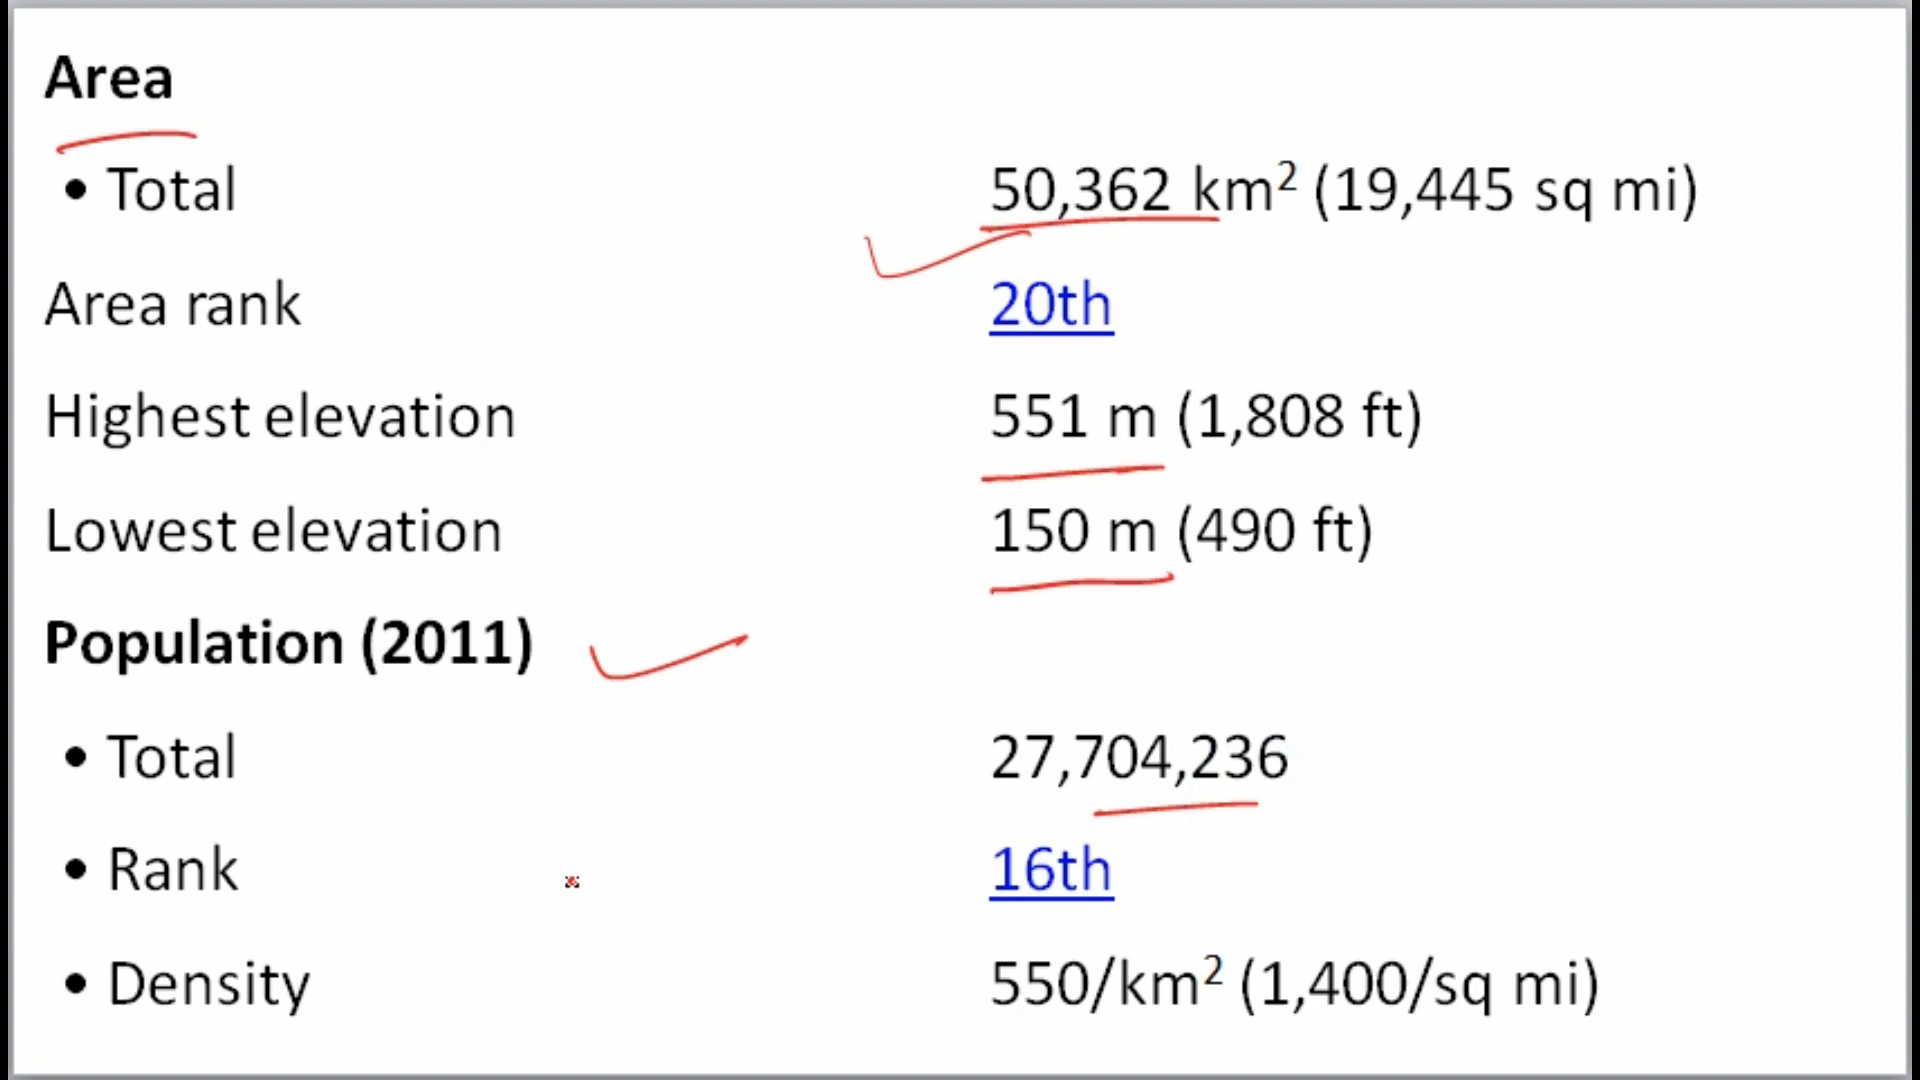 Area
• Total 50,362 km² (19,445 sq mi)
Area rank 20th
Highest elevation 551 m (1,808 ft)
Lowest elevation 150 m (490 ft)
Population (2011)
• Total 27,704,236
• Rank 16th
• Density 550/km² (1,400/sq mi)